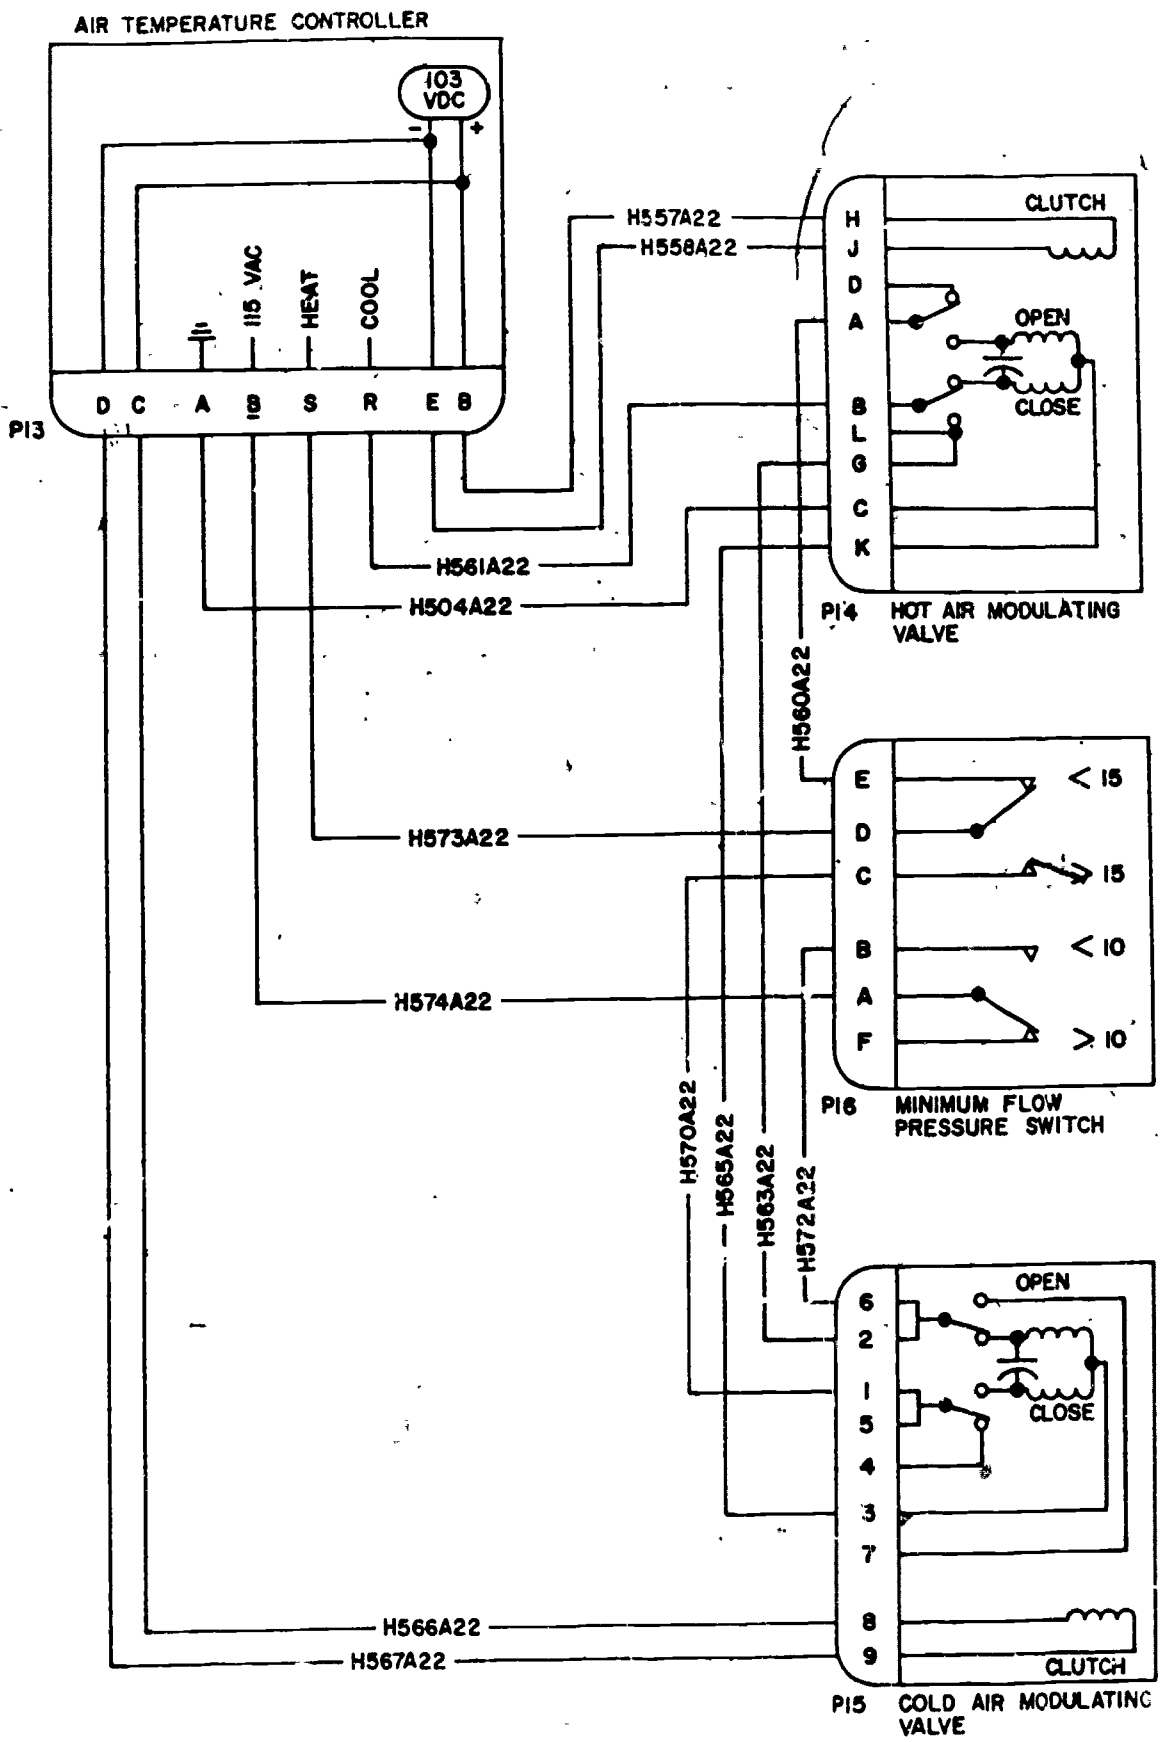 AIR TEMPERATURE CONTROLLER
103
VDC
- +
115 VAC
HEAT
COOL
D C A B S R E B
P13
H557A22
H558A22
H561A22
H504A22
H
J
D
A
B
L
G
C
K
CLUTCH
OPEN
CLOSE
P14
HOT AIR MODULATING
VALVE
H560A22
H573A22
H574A22
E
D
C
B
A
F
< 15
> 15
< 10
> 10
P16
MINIMUM FLOW
PRESSURE SWITCH
H570A22
H565A22
H563A22
H572A22
6
2
1
5
4
3
7
8
9
OPEN
CLOSE
CLUTCH
H566A22
H567A22
P15
COLD AIR MODULATING
VALVE